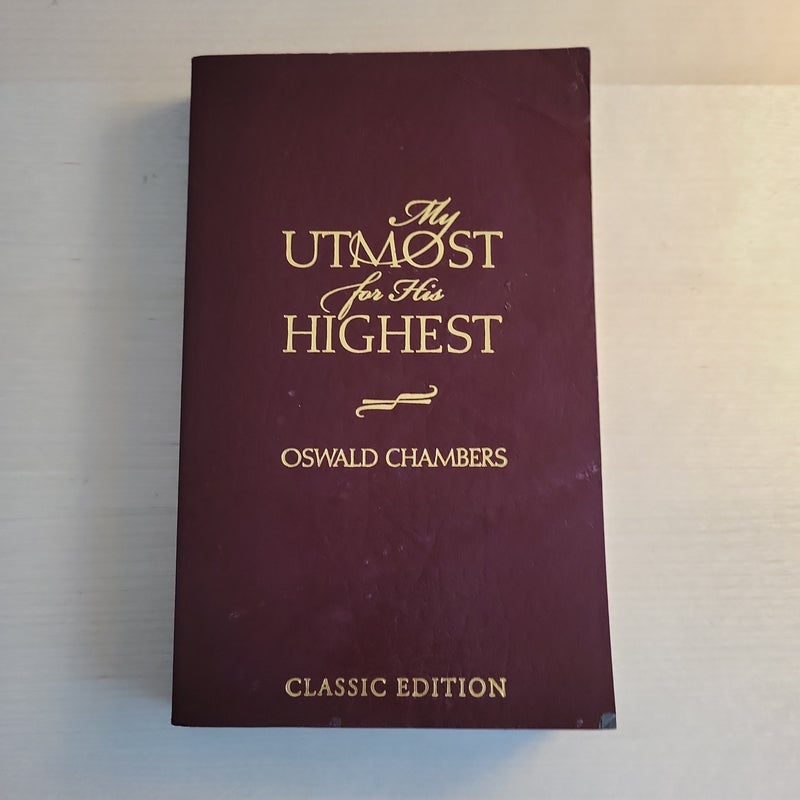 My
UTMOST
for His
HIGHEST
OSWALD CHAMBERS
CLASSIC EDITION